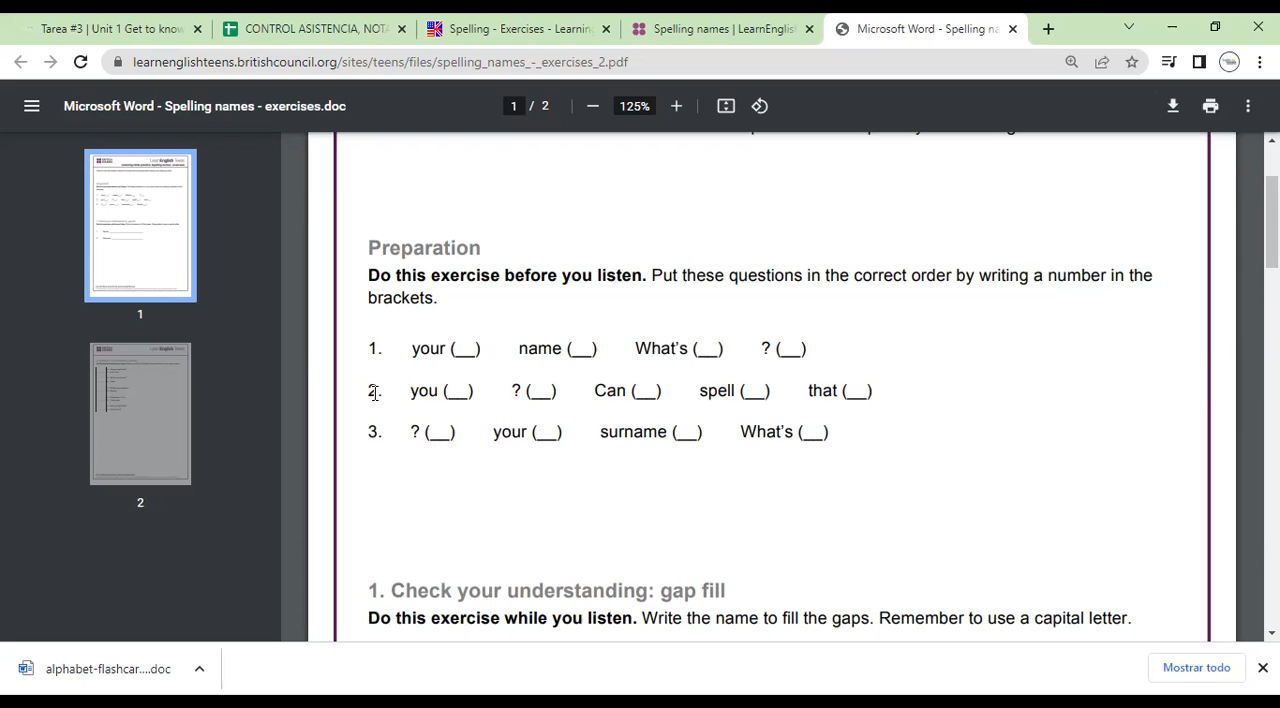 Tarea #3 | Unit 1 Get to know
CONTROL ASISTENCIA, NOTA
Spelling - Exercises - Learning
Spelling names | LearnEnglish
Microsoft Word - Spelling na
learnenglishteens.britishcouncil.org/sites/teens/files/spelling_names_-_exercises_2.pdf
Microsoft Word - Spelling names - exercises.doc
1 / 2
125%
Preparation
Do this exercise before you listen. Put these questions in the correct order by writing a number in the
brackets.
1. your (__) name (__) What's (__) ? (__)
2. you (__) ? (__) Can (__) spell (__) that (__)
3. ? (__) your (__) surname (__) What's (__)
1. Check your understanding: gap fill
Do this exercise while you listen. Write the name to fill the gaps. Remember to use a capital letter.
1
2
alphabet-flashcar....doc
Mostrar todo